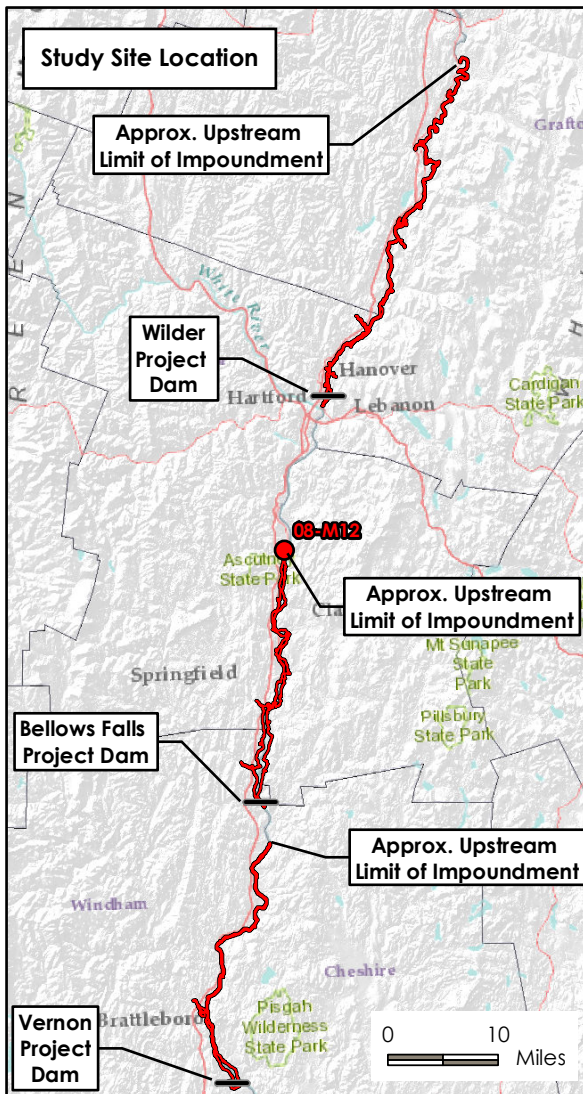 Study Site Location
Approx. Upstream
Limit of Impoundment
Grafto
White River
Wilder
Project
Dam
Hanover
Hartford
Lebanon
Cardigan
State Park
08-M12
Ascutne
State Park
Approx. Upstream
Limit of Impoundment
Cla
Mt Sunapee
State
Park
Springfield
Pillsbury
State Park
Bellows Falls
Project Dam
Approx. Upstream
Limit of Impoundment
Windham
Cheshire
Vernon
Project
Dam
Brattleboro
Pisgah
Wilderness
State Park
0 10
Miles
R E E N
H